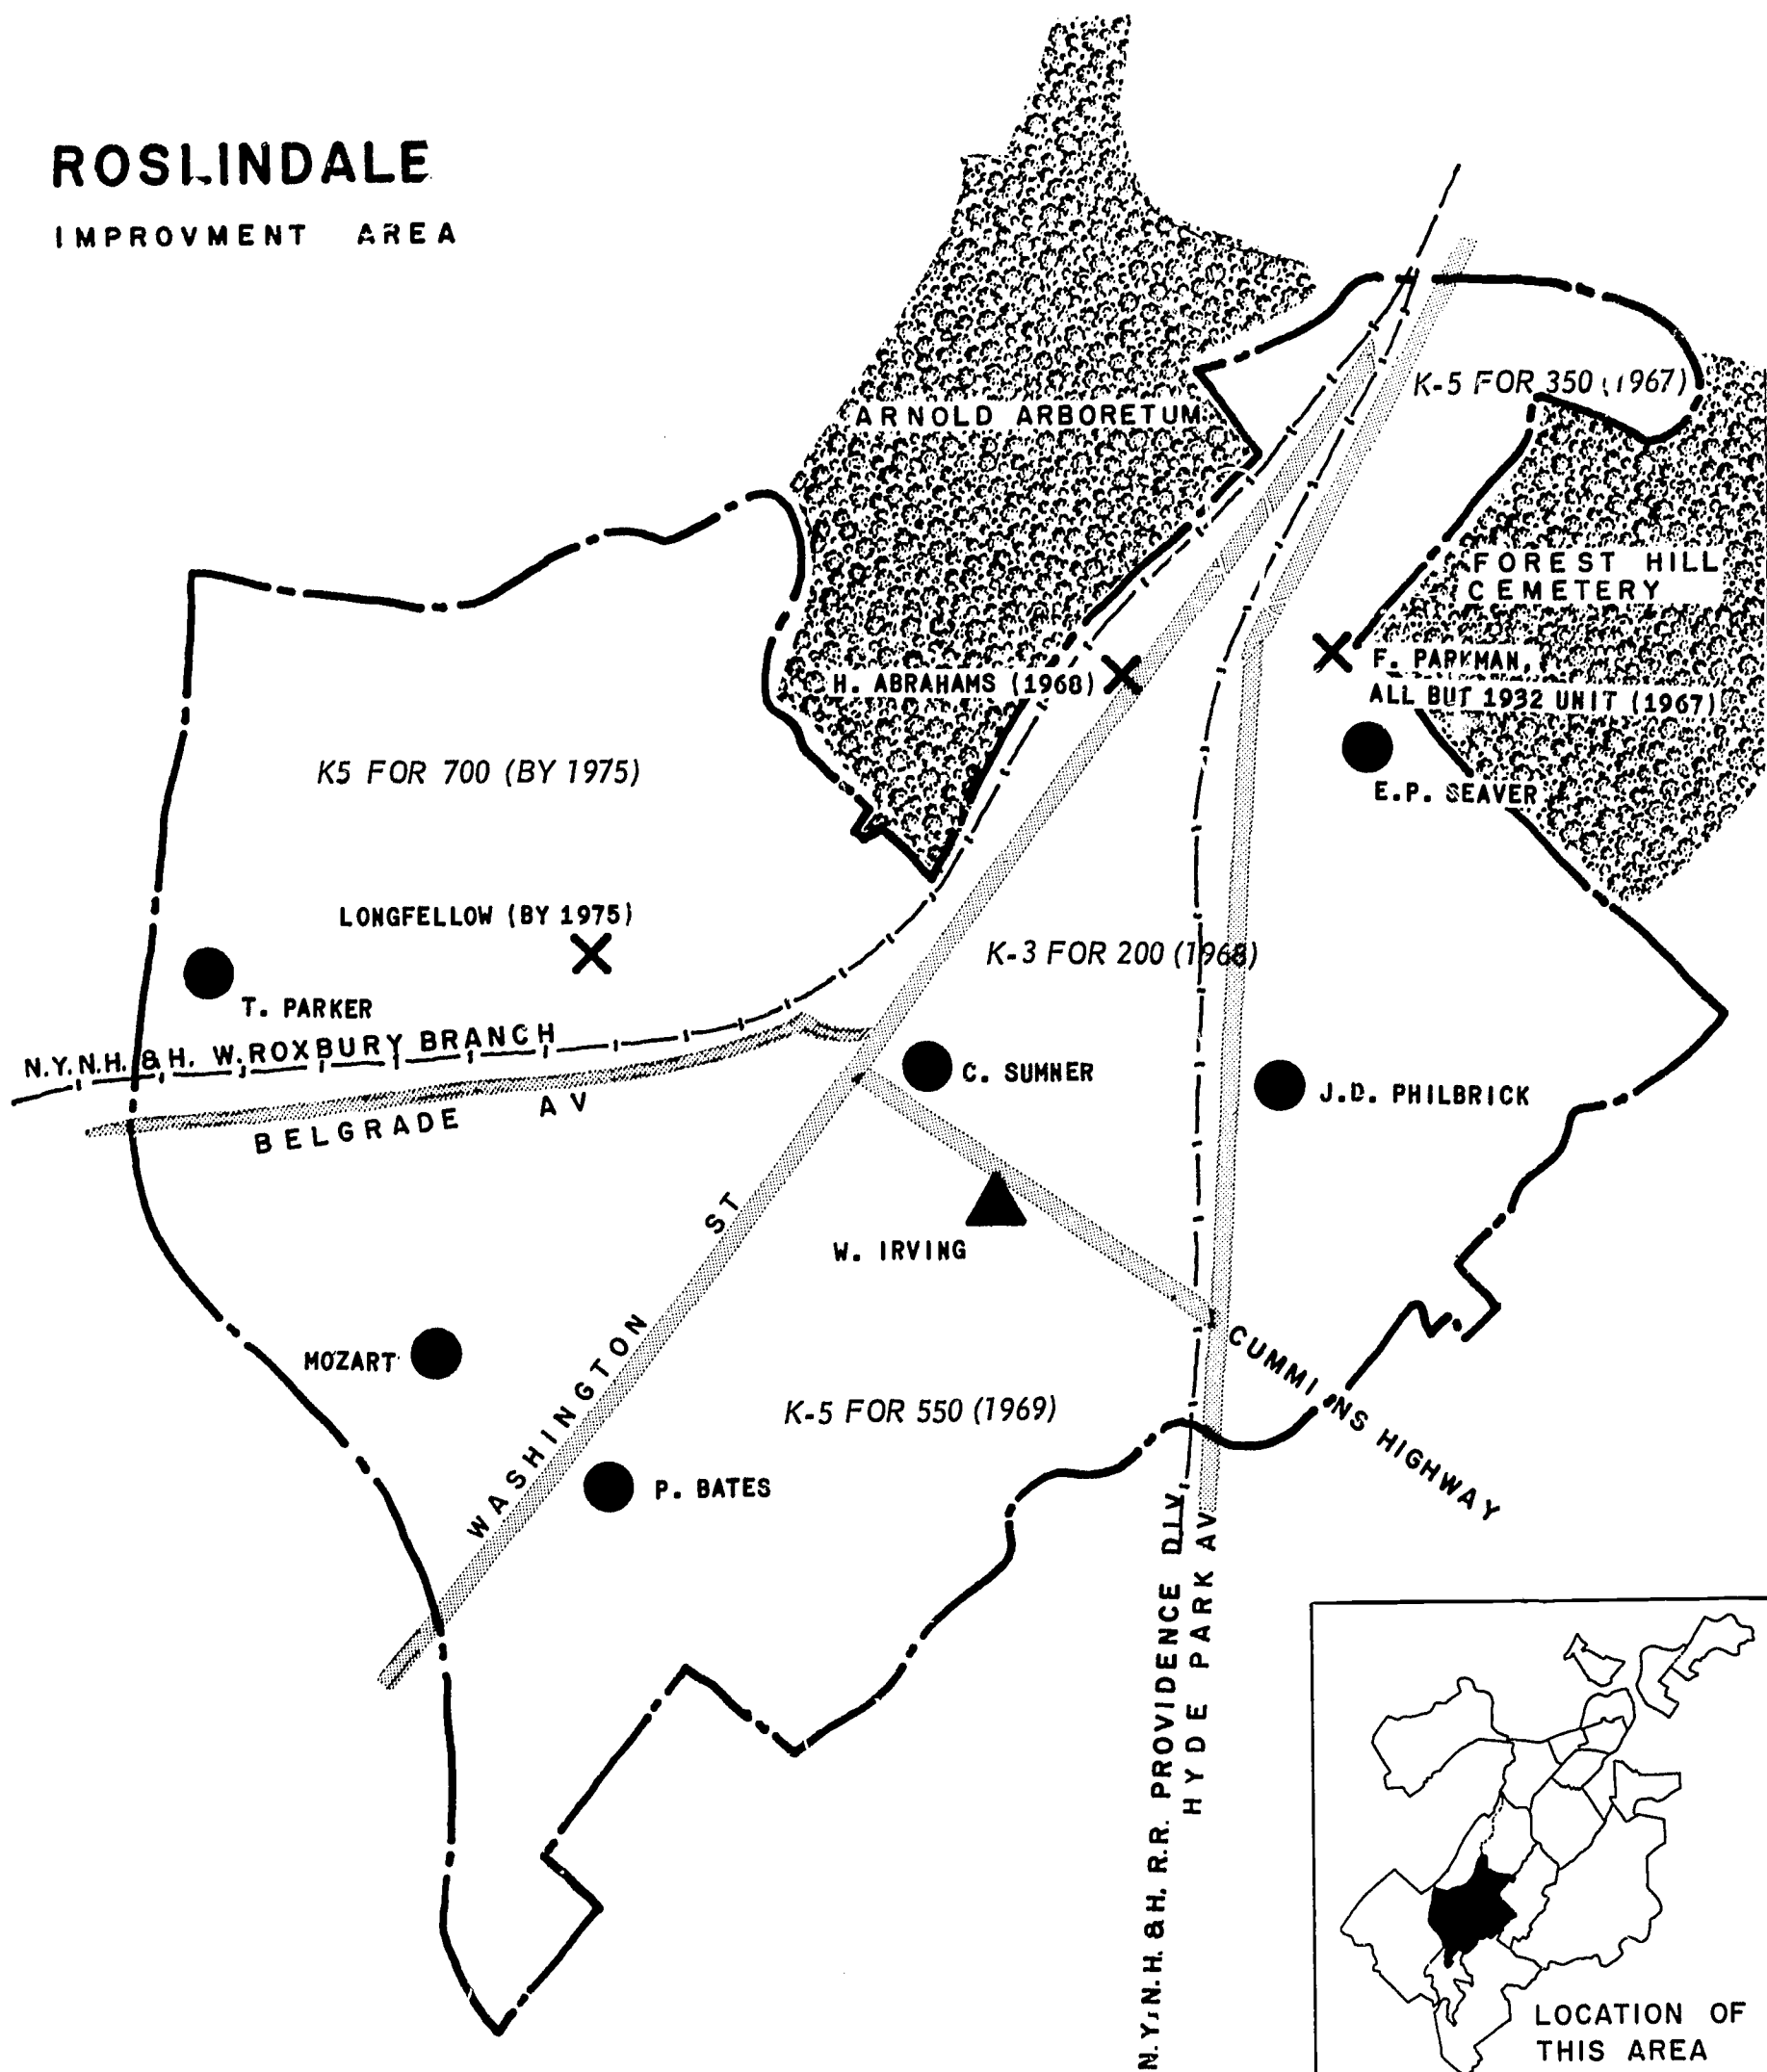 ROSLINDALE
IMPROVMENT AREA
K-5 FOR 350 (1967)
ARNOLD ARBORETUM
FOREST HILL
CEMETERY
F. PARKMAN,
ALL BUT 1932 UNIT (1967)
H. ABRAHAMS (1968)
E.P. SEAVER
K5 FOR 700 (BY 1975)
LONGFELLOW (BY 1975)
K-3 FOR 200 (1968)
T. PARKER
N.Y.N.H. & H. W. ROXBURY BRANCH
BELGRADE AV
C. SUMNER
J.D. PHILBRICK
W. IRVING
WASHINGTON ST
MOZART
CUMMINS HIGHWAY
K-5 FOR 550 (1969)
P. BATES
N.Y.N.H. & H. R.R. PROVIDENCE DIV.
HYDE PARK AV
LOCATION OF
THIS AREA